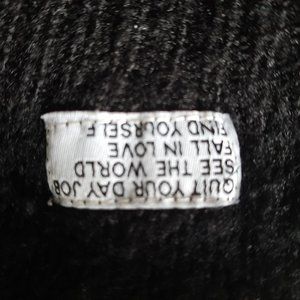 QUIT YOUR DAY JOB
SEE THE WORLD
FALL IN LOVE
FIND YOURSELF